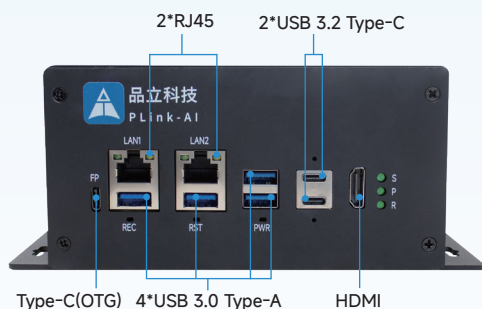 2*RJ45
2*USB 3.2 Type-C
品立科技
PLink-AI
LAN1
LAN2
FP
S
P
R
REC
RST
PWR
Type-C(OTG)
4*USB 3.0 Type-A
HDMI